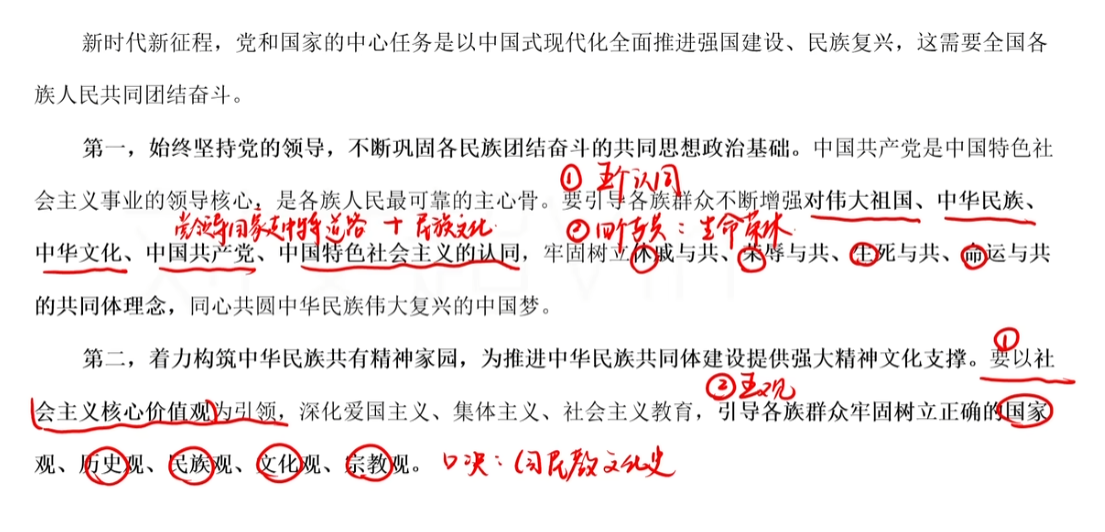 新时代新征程，党和国家的中心任务是以中国式现代化全面推进强国建设、民族复兴，这需要全国各
族人民共同团结奋斗。
第一，始终坚持党的领导，不断巩固各民族团结奋斗的共同思想政治基础。中国共产党是中国特色社
① 五个认同
会主义事业的领导核心，是各族人民最可靠的主心骨。要引导各族群众不断增强对伟大祖国、中华民族、
党领导国家走中特道路 + 民族文化
② 四个与共：生命荣休
中华文化、中国共产党、中国特色社会主义的认同，牢固树立休戚与共、荣辱与共、生死与共、命运与共
的共同体理念，同心共圆中华民族伟大复兴的中国梦。
第二，着力构筑中华民族共有精神家园，为推进中华民族共同体建设提供强大精神文化支撑。要以社
①
② 五观
会主义核心价值观为引领，深化爱国主义、集体主义、社会主义教育，引导各族群众牢固树立正确的国家
观、历史观、民族观、文化观、宗教观。 口决：(国民教文化史